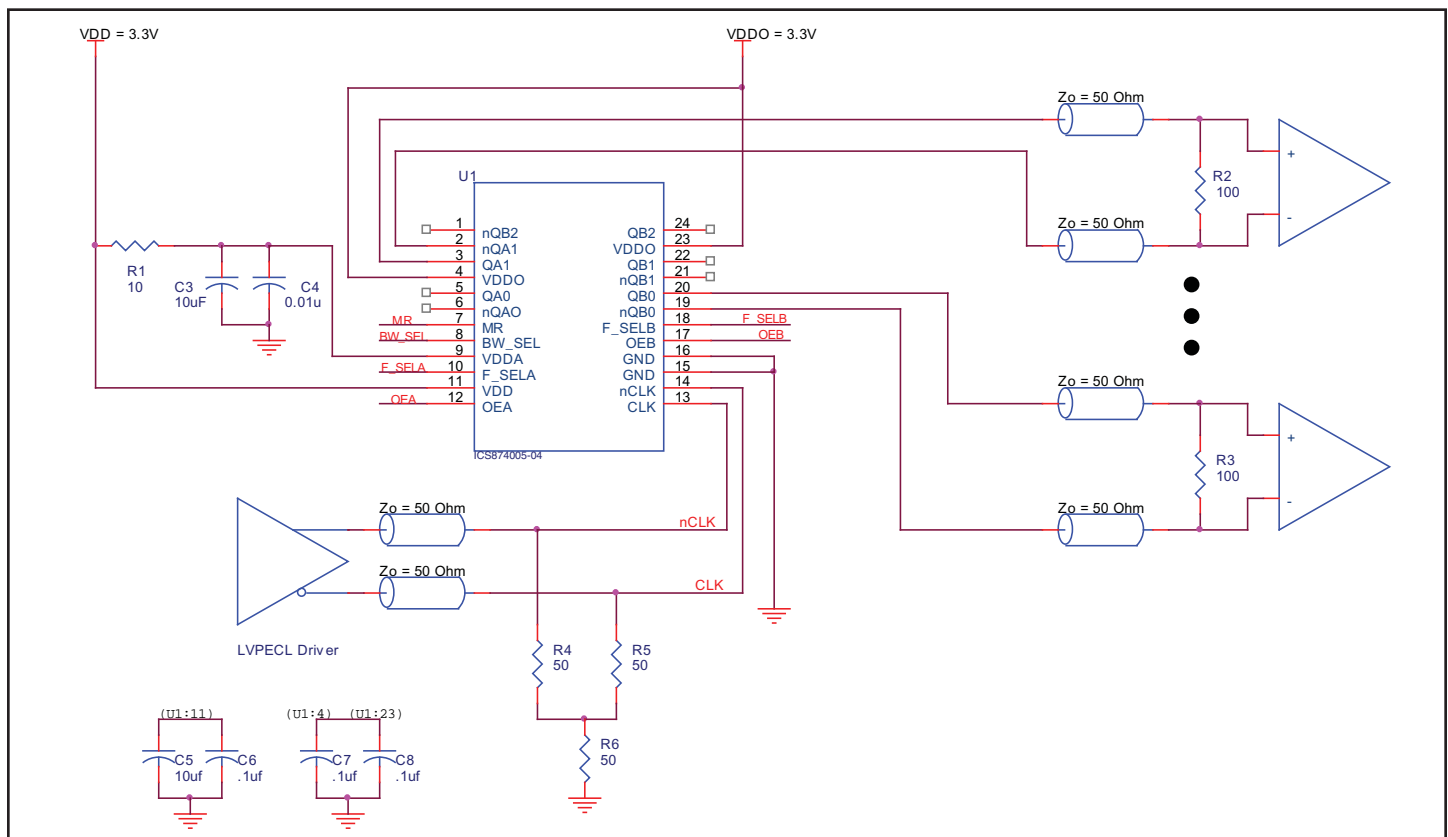 VDD = 3.3V
VDDO = 3.3V
Zo = 50 Ohm
R2
100
+
-
Zo = 50 Ohm
U1
R1
10
C3
10uF
C4
0.01u
1
nQB2
2
nQA1
3
QA1
4
VDDO
5
QA0
6
nQAO
MR
7
MR
BW_SEL
8
BW_SEL
9
VDDA
F_SELA
10
F_SELA
11
VDD
OEA
12
OEA
24
QB2
23
VDDO
22
QB1
21
nQB1
20
QB0
19
nQB0
18
F_SELB
F_SELB
17
OEB
OEB
16
GND
15
GND
14
nCLK
13
CLK
ICS874005-04
Zo = 50 Ohm
R3
100
+
-
Zo = 50 Ohm
Zo = 50 Ohm
nCLK
Zo = 50 Ohm
CLK
LVPECL Driver
R4
50
R5
50
R6
50
(U1:11)
(U1:4) (U1:23)
C5
10uf
C6
.1uf
C7
.1uf
C8
.1uf